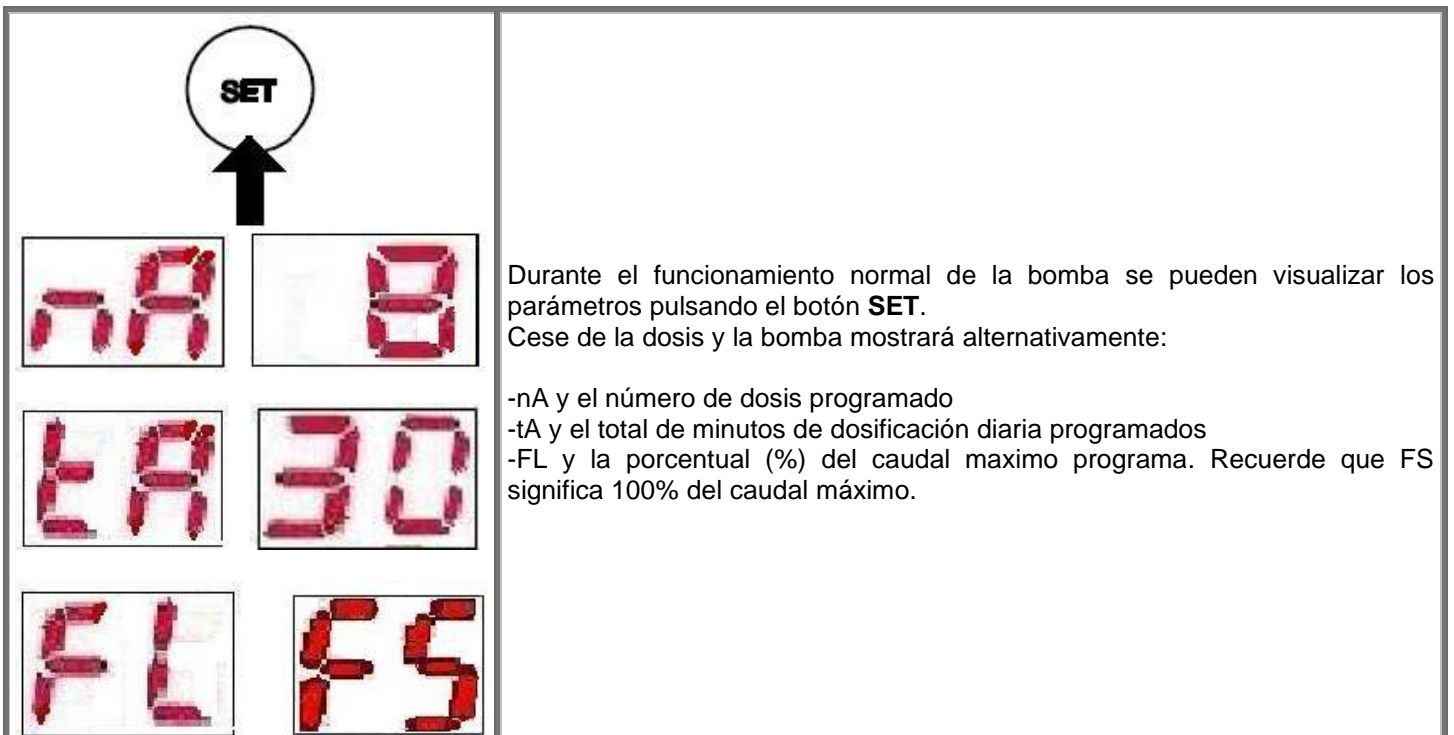 SET
nA 8
tA 30
FL FS
Durante el funcionamiento normal de la bomba se pueden visualizar los
parámetros pulsando el botón SET.
Cese de la dosis y la bomba mostrará alternativamente:
-nA y el número de dosis programado
-tA y el total de minutos de dosificación diaria programados
-FL y la porcentual (%) del caudal maximo programa. Recuerde que FS
significa 100% del caudal máximo.